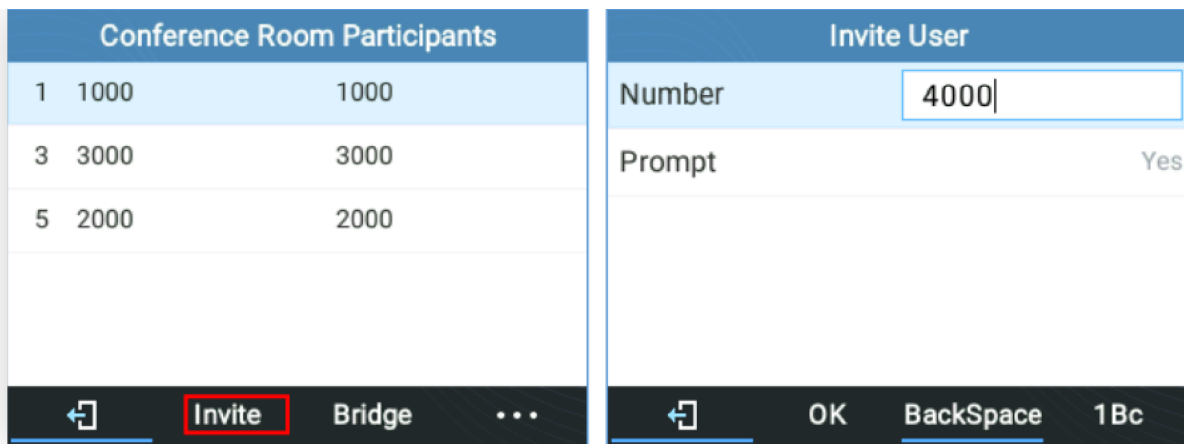 Conference Room Participants
1 1000 1000
3 3000 3000
5 2000 2000
Invite Bridge ...
Invite User
Number 4000
Prompt Yes
OK BackSpace 1Bc